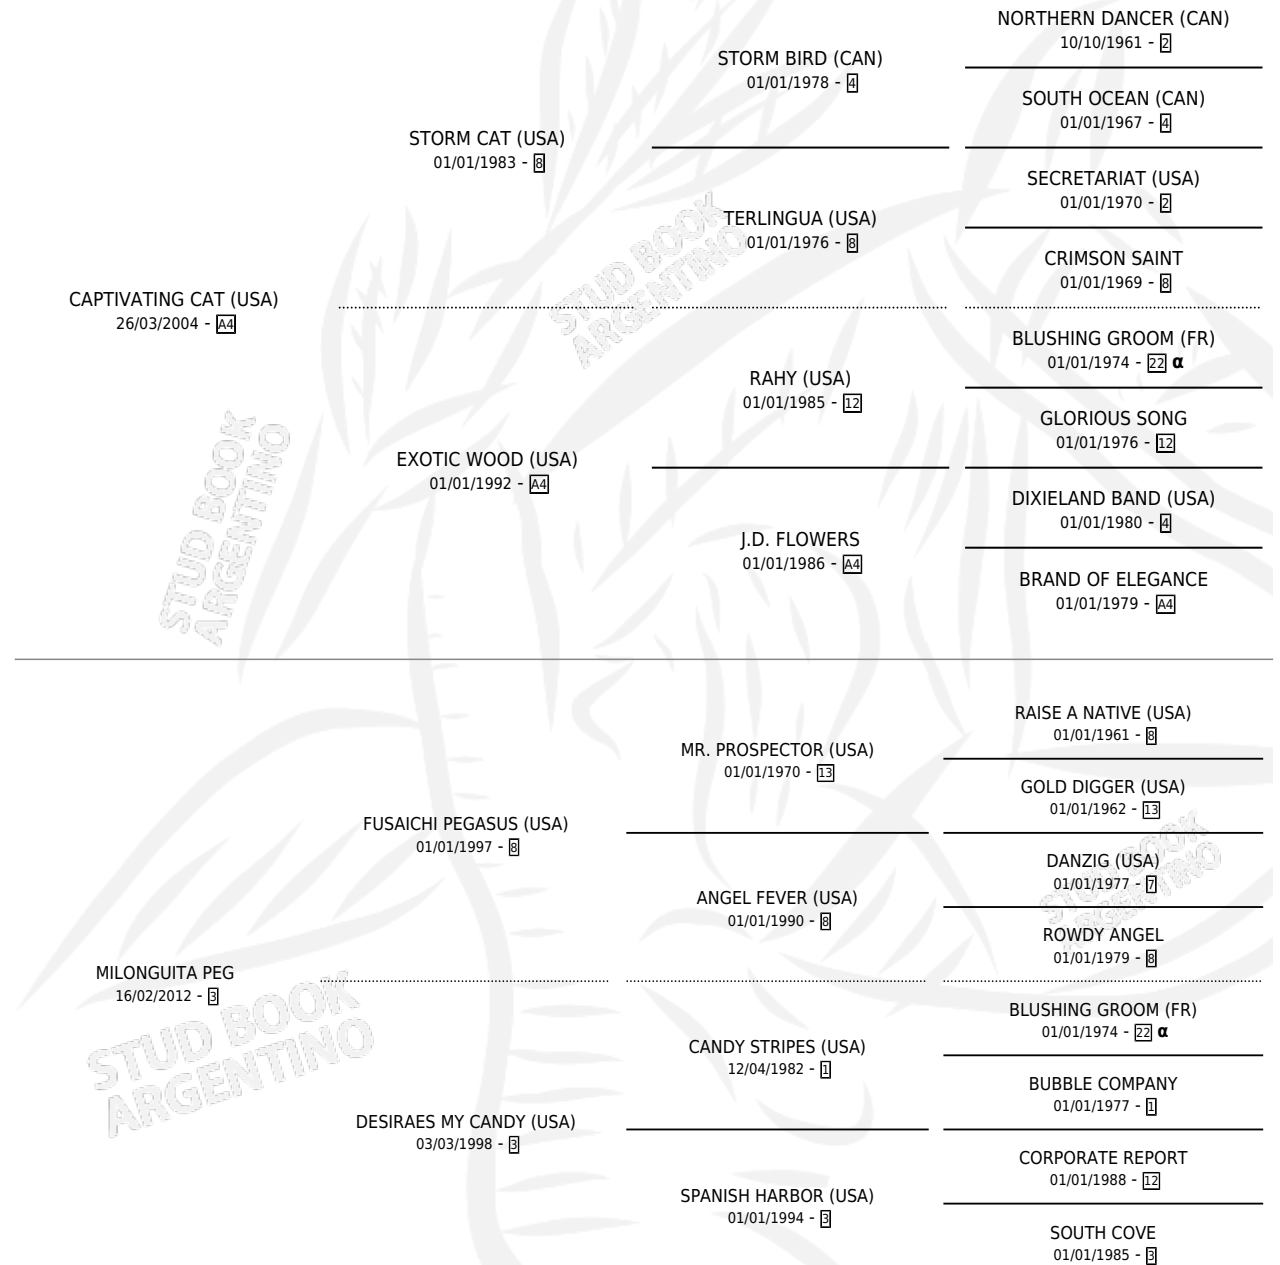 NORTHERN DANCER (CAN)
10/10/1961 - 2
STORM BIRD (CAN)
01/01/1978 - 4
SOUTH OCEAN (CAN)
01/01/1967 - 4
STORM CAT (USA)
01/01/1983 - 8
SECRETARIAT (USA)
01/01/1970 - 2
TERLINGUA (USA)
01/01/1976 - 8
CRIMSON SAINT
01/01/1969 - 8
CAPTIVATING CAT (USA)
26/03/2004 - A4
BLUSHING GROOM (FR)
01/01/1974 - 22 α
RAHY (USA)
01/01/1985 - 12
GLORIOUS SONG
01/01/1976 - 12
EXOTIC WOOD (USA)
01/01/1992 - A4
DIXIELAND BAND (USA)
01/01/1980 - 4
J.D. FLOWERS
01/01/1986 - A4
BRAND OF ELEGANCE
01/01/1979 - A4
RAISE A NATIVE (USA)
01/01/1961 - 8
MR. PROSPECTOR (USA)
01/01/1970 - 13
GOLD DIGGER (USA)
01/01/1962 - 13
FUSAICHI PEGASUS (USA)
01/01/1997 - 8
DANZIG (USA)
01/01/1977 - 7
ANGEL FEVER (USA)
01/01/1990 - 8
ROWDY ANGEL
01/01/1979 - 8
MILONGUITA PEG
16/02/2012 - 3
BLUSHING GROOM (FR)
01/01/1974 - 22 α
CANDY STRIPES (USA)
12/04/1982 - 1
BUBBLE COMPANY
01/01/1977 - 1
DESIRAES MY CANDY (USA)
03/03/1998 - 3
CORPORATE REPORT
01/01/1988 - 12
SPANISH HARBOR (USA)
01/01/1994 - 3
SOUTH COVE
01/01/1985 - 3
STUD BOOK
ARGENTINO
STUD BOOK
ARGENTINO
STUD BOOK
ARGENTINO
STUD BOOK
ARGENTINO